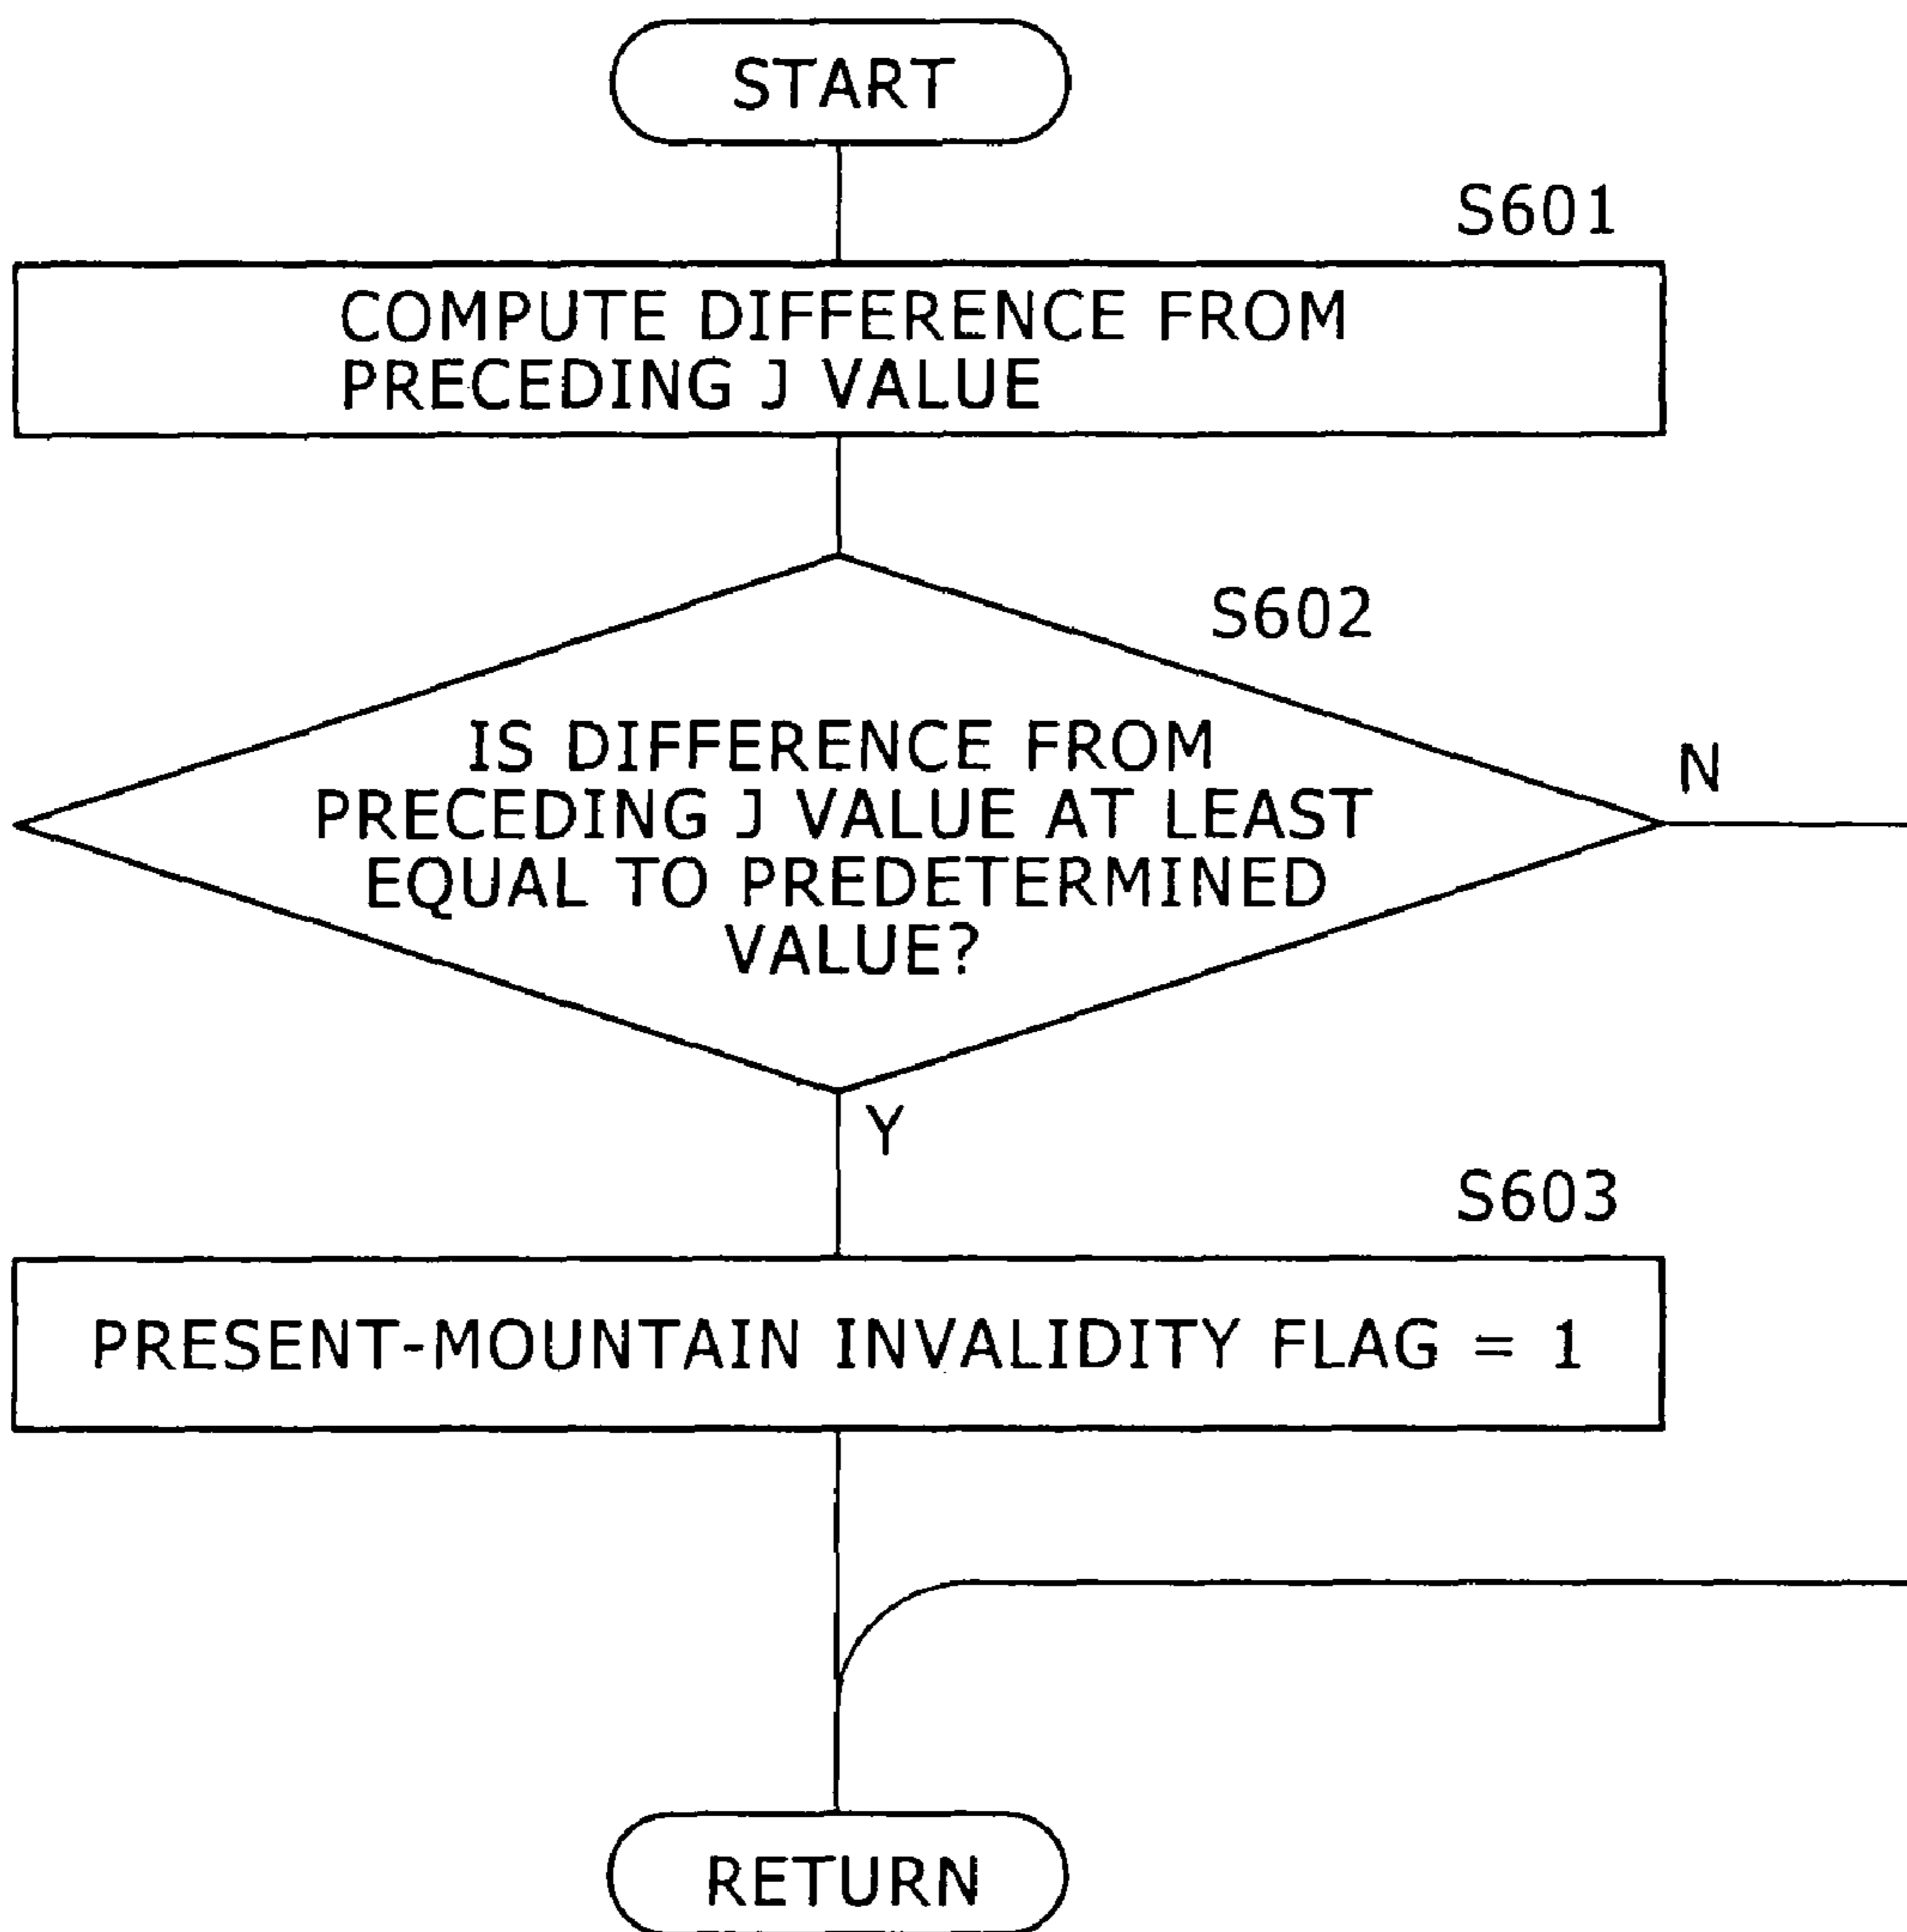 START
S601
COMPUTE DIFFERENCE FROM
PRECEDING J VALUE
S602
IS DIFFERENCE FROM
PRECEDING J VALUE AT LEAST
EQUAL TO PREDETERMINED
VALUE?
N
Y
S603
PRESENT-MOUNTAIN INVALIDITY FLAG = 1
RETURN